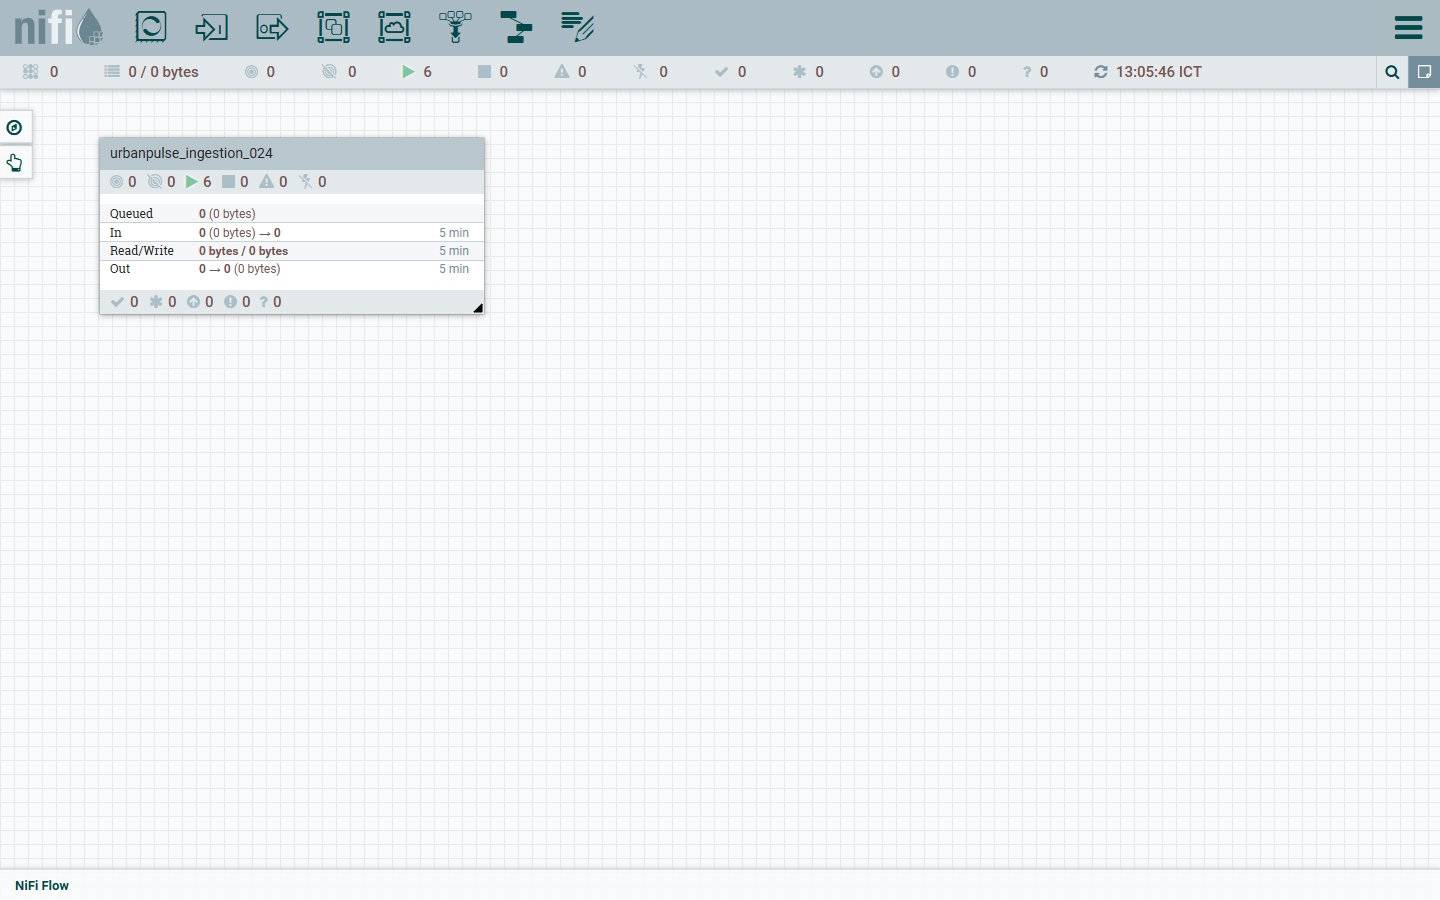 nifi
0 0 / 0 bytes 0 0 6 0 0 0 0 0 0 0 ? 0 13:05:46 ICT
urbanpulse_ingestion_024
0 0 6 0 0 0
Queued 0 (0 bytes)
In 0 (0 bytes) → 0 5 min
Read/Write 0 bytes / 0 bytes 5 min
Out 0 → 0 (0 bytes) 5 min
0 0 0 0 ? 0
NiFi Flow